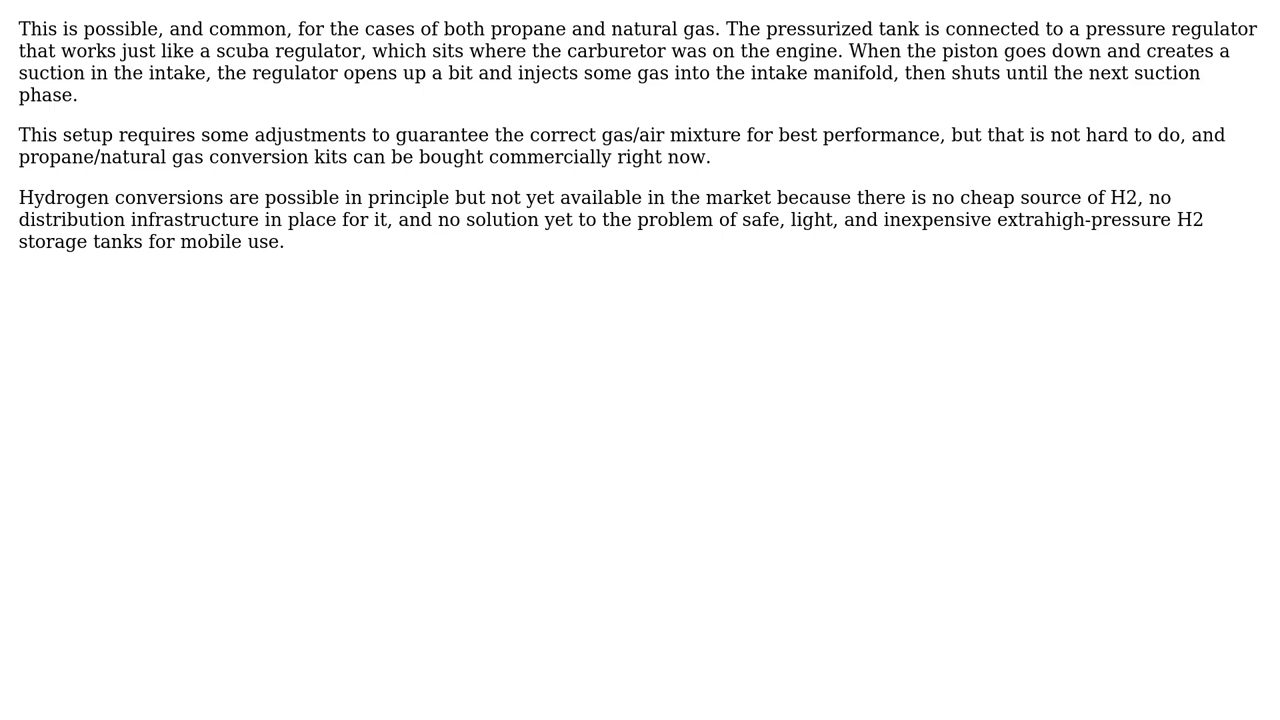 This is possible, and common, for the cases of both propane and natural gas. The pressurized tank is connected to a pressure regulator
that works just like a scuba regulator, which sits where the carburetor was on the engine. When the piston goes down and creates a
suction in the intake, the regulator opens up a bit and injects some gas into the intake manifold, then shuts until the next suction
phase.
This setup requires some adjustments to guarantee the correct gas/air mixture for best performance, but that is not hard to do, and
propane/natural gas conversion kits can be bought commercially right now.
Hydrogen conversions are possible in principle but not yet available in the market because there is no cheap source of H2, no
distribution infrastructure in place for it, and no solution yet to the problem of safe, light, and inexpensive extrahigh-pressure H2
storage tanks for mobile use.